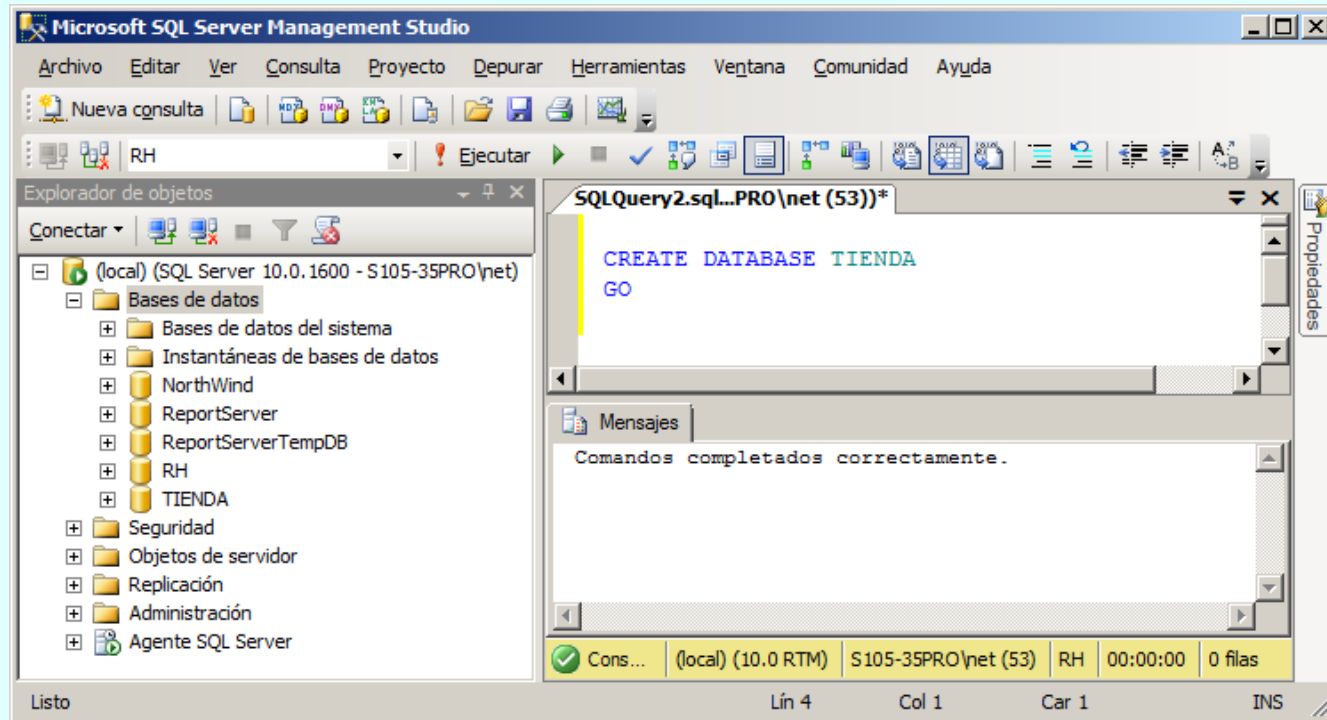 Microsoft SQL Server Management Studio
Archivo Editar Ver Consulta Proyecto Depurar Herramientas Ventana Comunidad Ayuda
Nueva consulta
RH Ejecutar
Explorador de objetos
Conectar
(local) (SQL Server 10.0.1600 - S105-35PRO\net)
Bases de datos
Bases de datos del sistema
Instantáneas de bases de datos
NorthWind
ReportServer
ReportServerTempDB
RH
TIENDA
Seguridad
Objetos de servidor
Replicación
Administración
Agente SQL Server
SQLQuery2.sql...PRO\net (53))*
CREATE DATABASE TIENDA
GO
Mensajes
Comandos completados correctamente.
Cons... (local) (10.0 RTM) S105-35PRO\net (53) RH 00:00:00 0 filas
Propiedades
Listo Lín 4 Col 1 Car 1 INS